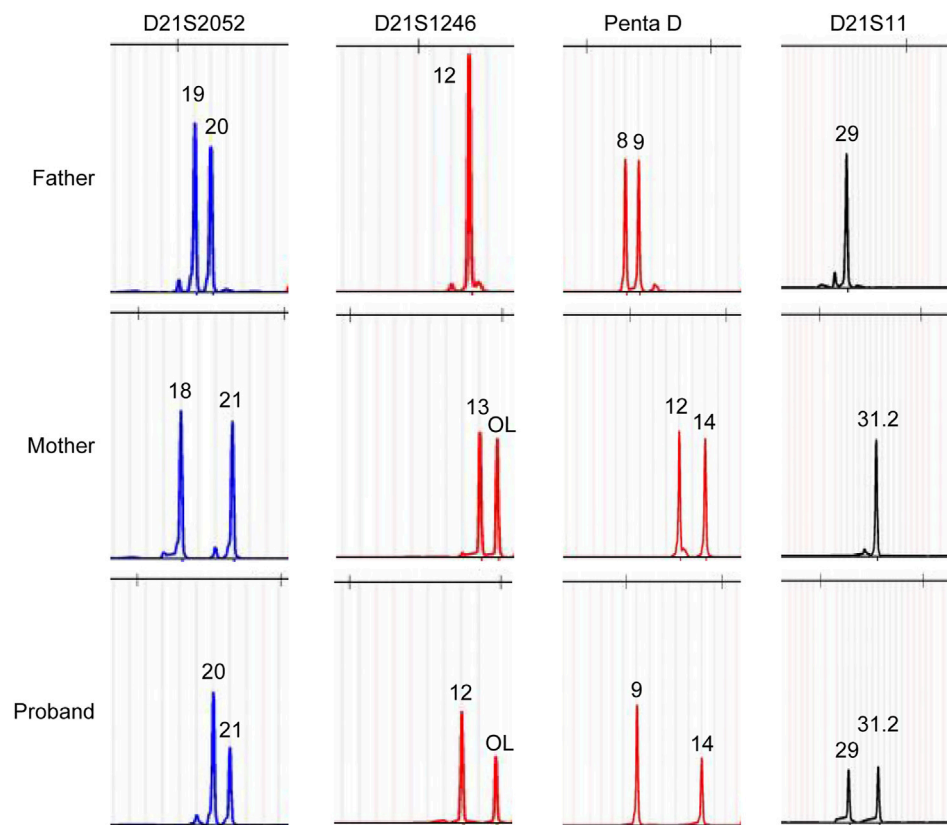 D21S2052 D21S1246 Penta D D21S11
Father
19 20
12
8 9
29
Mother
18 21
13 OL
12 14
31.2
Proband
20 21
12 OL
9 14
29 31.2